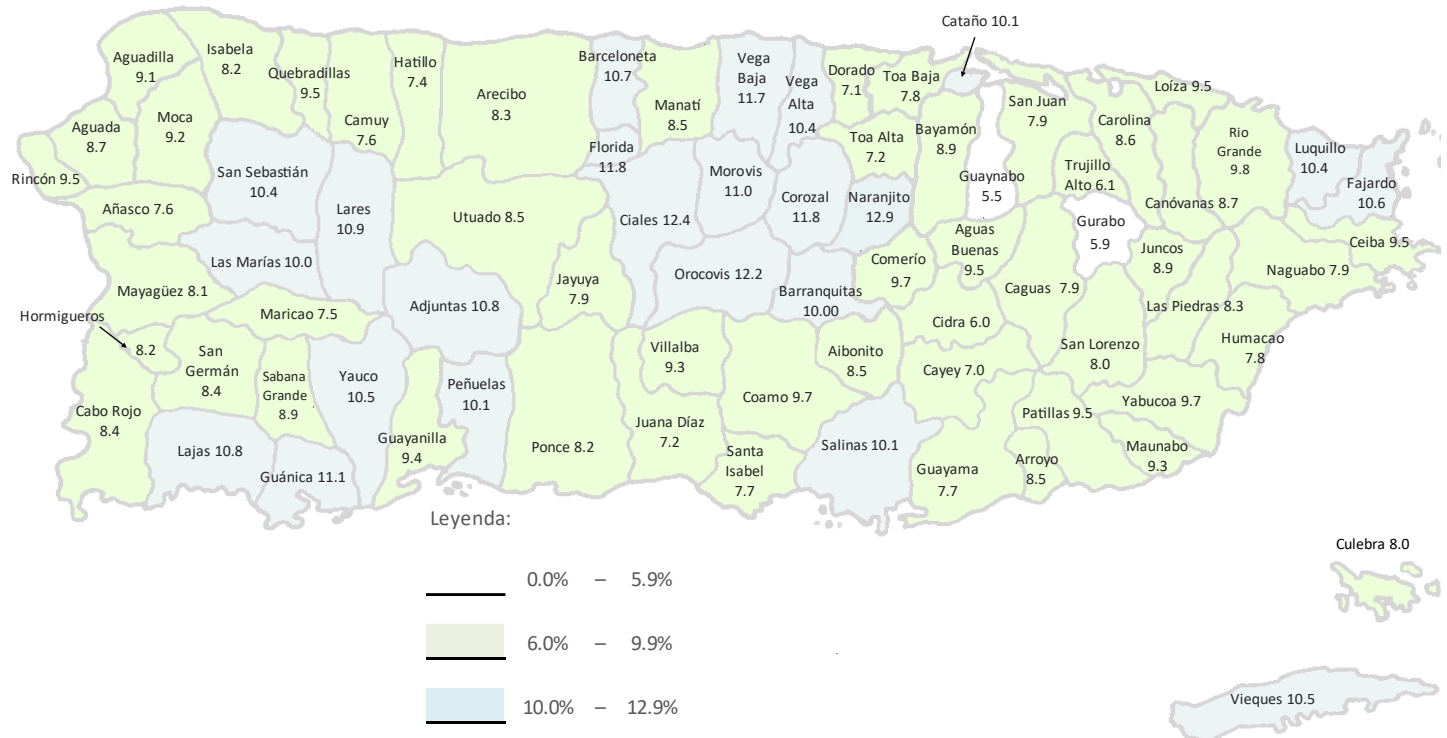 Cataño 10.1
Aguadilla
9.1
Isabela
8.2
Quebradillas
9.5
Camuy
7.6
Hatillo
7.4
Arecibo
8.3
Barceloneta
10.7
Manatí
8.5
Vega
Baja
11.7
Vega
Alta
10.4
Dorado
7.1
Toa Baja
7.8
Toa Alta
7.2
Bayamón
8.9
Guaynabo
5.5
San Juan
7.9
Trujillo
Alto 6.1
Carolina
8.6
Loíza 9.5
Canóvanas 8.7
Rio
Grande
9.8
Luquillo
10.4
Fajardo
10.6
Ceiba 9.5
Aguada
8.7
Moca
9.2
Rincón 9.5
Añasco 7.6
San Sebastián
10.4
Lares
10.9
Utuado 8.5
Florida
11.8
Ciales 12.4
Morovis
11.0
Corozal
11.8
Naranjito
12.9
Comerío
9.7
Aguas
Buenas
9.5
Gurabo
5.9
Juncos
8.9
Caguas 7.9
Naguabo 7.9
Las Piedras 8.3
Humacao
7.8
Las Marías 10.0
Mayagüez 8.1
Maricao 7.5
Adjuntas 10.8
Jayuya
7.9
Orocovis 12.2
Barranquitas
10.00
Cidra 6.0
San Lorenzo
8.0
Hormigueros
8.2
San
Germán
8.4
Sabana
Grande
8.9
Yauco
10.5
Guayanilla
9.4
Peñuelas
10.1
Ponce 8.2
Villalba
9.3
Juana Díaz
7.2
Coamo 9.7
Aibonito
8.5
Cayey 7.0
Patillas 9.5
Yabucoa 9.7
Maunabo
9.3
Cabo Rojo
8.4
Lajas 10.8
Guánica 11.1
Santa
Isabel
7.7
Salinas 10.1
Guayama
7.7
Arroyo
8.5
Leyenda:
0.0% – 5.9%
6.0% – 9.9%
10.0% – 12.9%
Culebra 8.0
Vieques 10.5